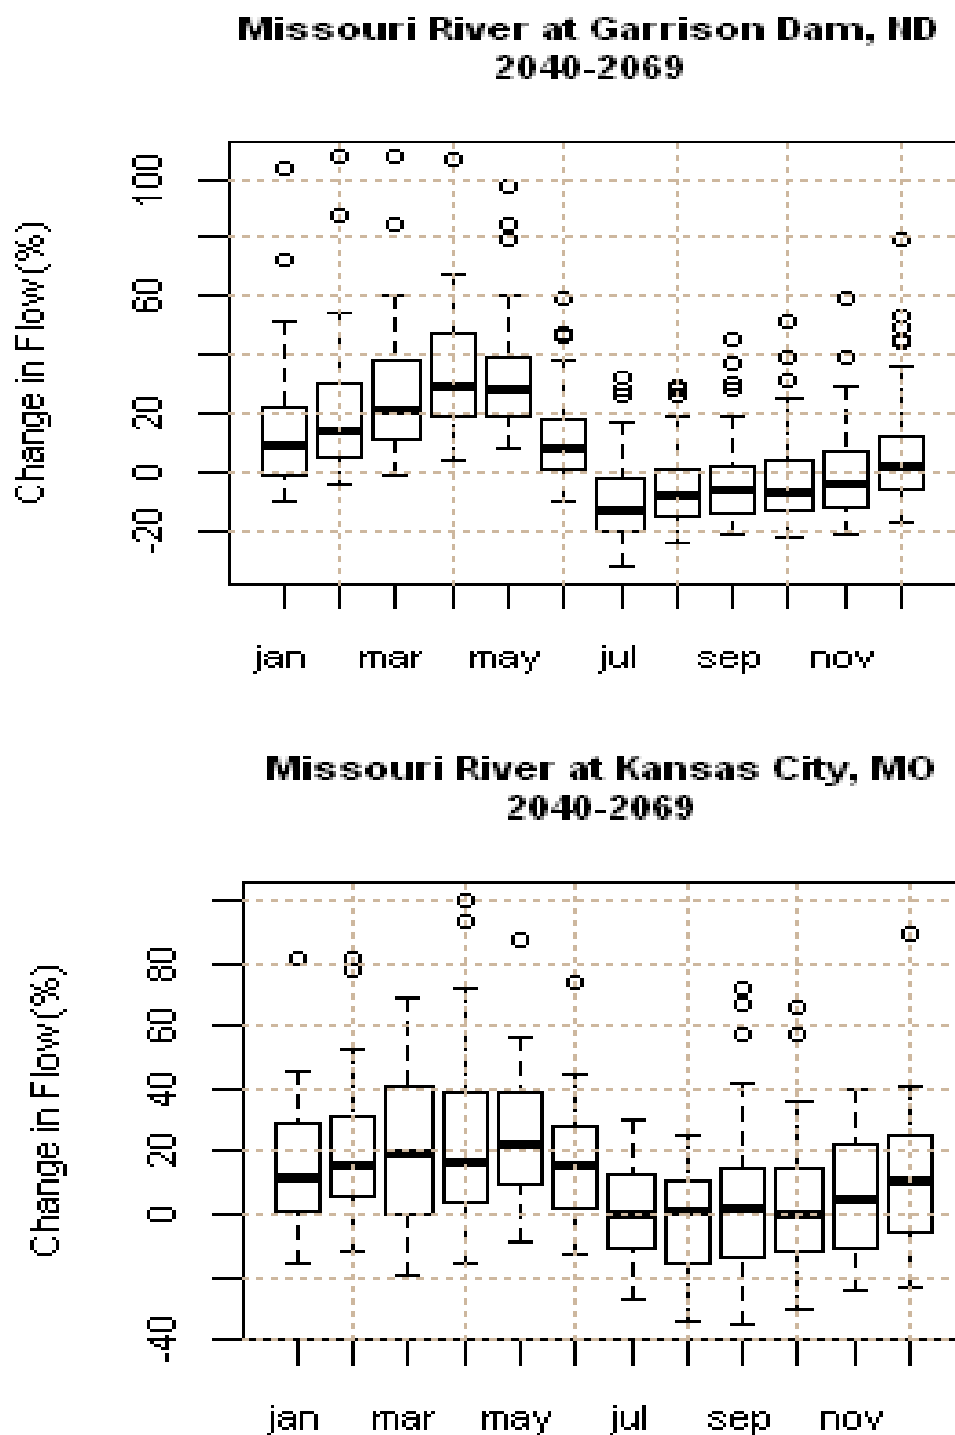 Missouri River at Garrison Dam, ND
2040-2069
Change in Flow(%)
100
60
20
0
-20
jan mar may jul sep nov
Missouri River at Kansas City, MO
2040-2069
Change in Flow(%)
80
60
40
20
0
-40
jan mar may jul sep nov